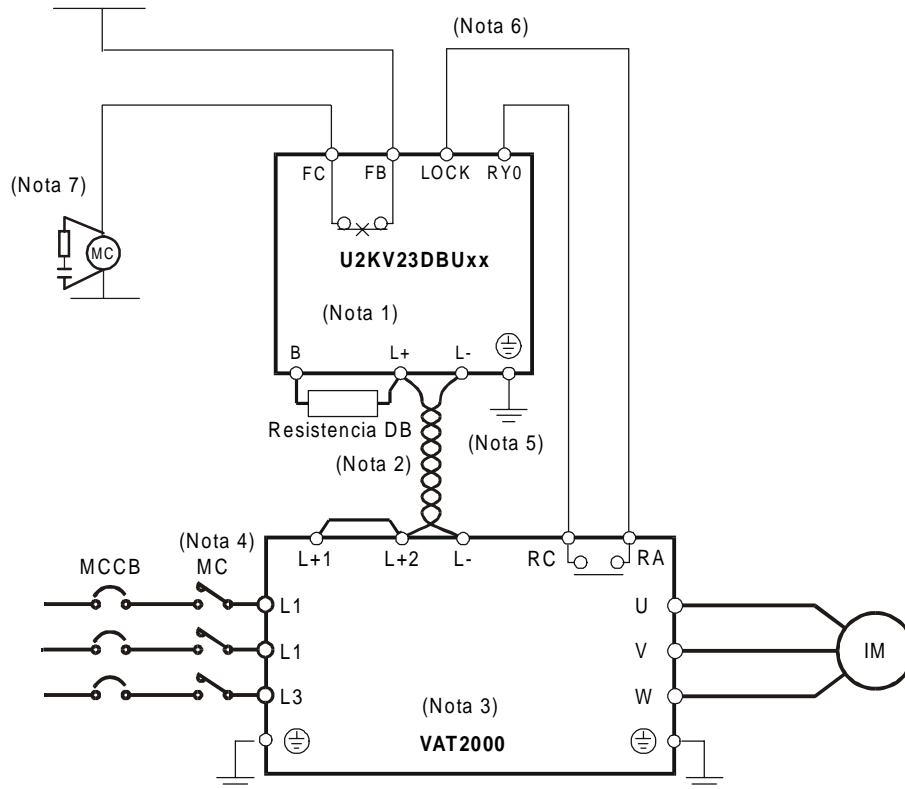 (Nota 6)
FC FB LOCK RY0
(Nota 7)
MC
U2KV23DBUxx
(Nota 1)
B L+ L-
Resistencia DB
(Nota 5)
(Nota 2)
(Nota 4)
MCCB MC
L+1 L+2 L- RC RA
L1 U
L1 V IM
L3 W
(Nota 3)
VAT2000